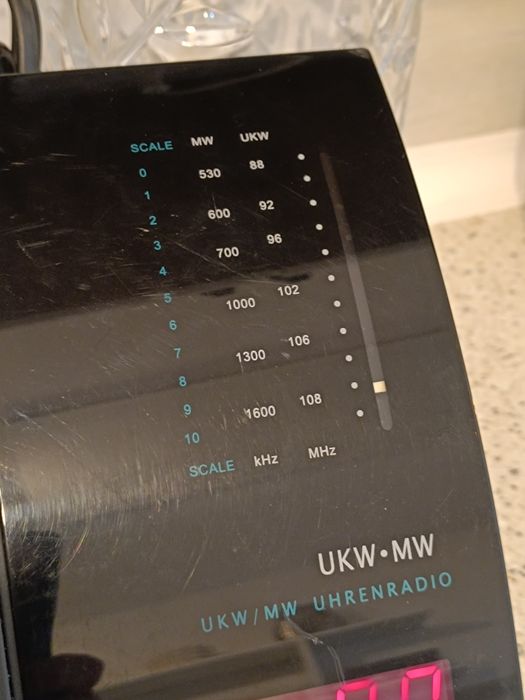 SCALE MW UKW
0 530 88
1
2 600 92
3 700 96
4
5 1000 102
6
7 1300 106
8
9 1600 108
10
SCALE kHz MHz
UKW•MW
UKW/MW UHRENRADIO